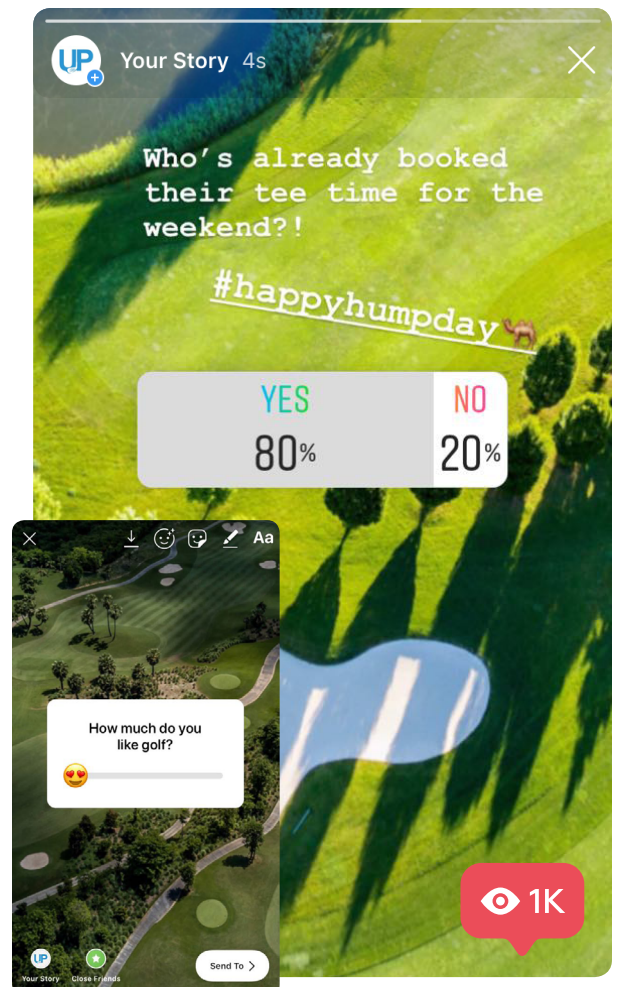 UP
Your Story 4s
Who's already booked
their tee time for the
weekend?!
#happyhumpday
YES
NO
80%
20%
Aa
How much do you
like golf?
UP
Your Story
Close Friends
Send To
1K